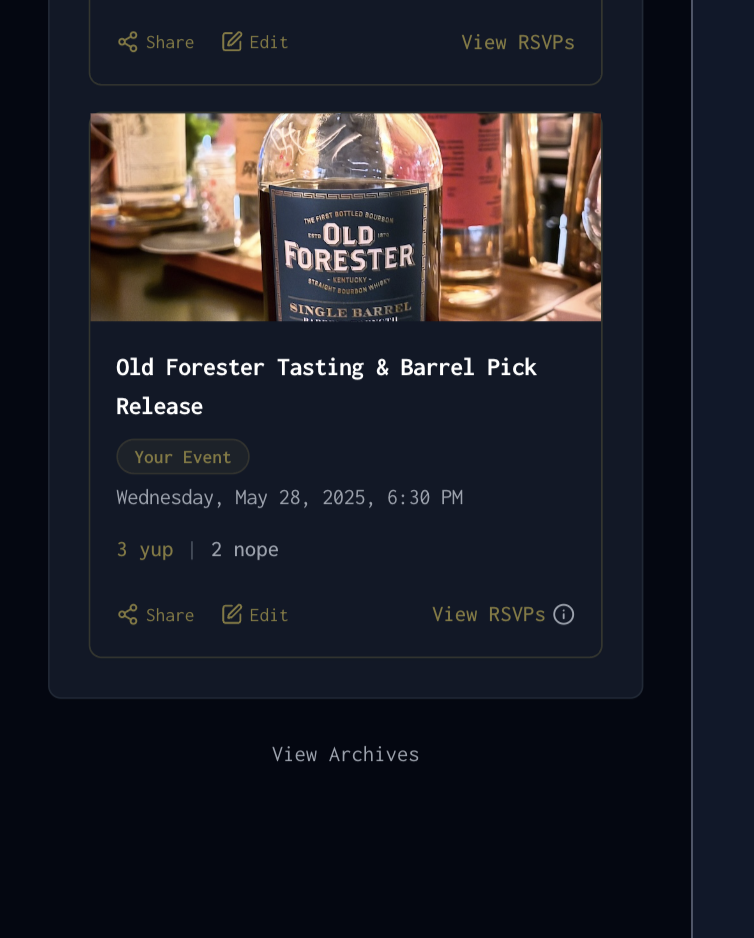 Share Edit View RSVPs
THE FIRST BOTTLED BOURBON
ESTD 1870
OLD
FORESTER
KENTUCKY
STRAIGHT BOURBON WHISKY
SINGLE BARREL
Old Forester Tasting & Barrel Pick
Release
Your Event
Wednesday, May 28, 2025, 6:30 PM
3 yup | 2 nope
Share Edit View RSVPs
View Archives